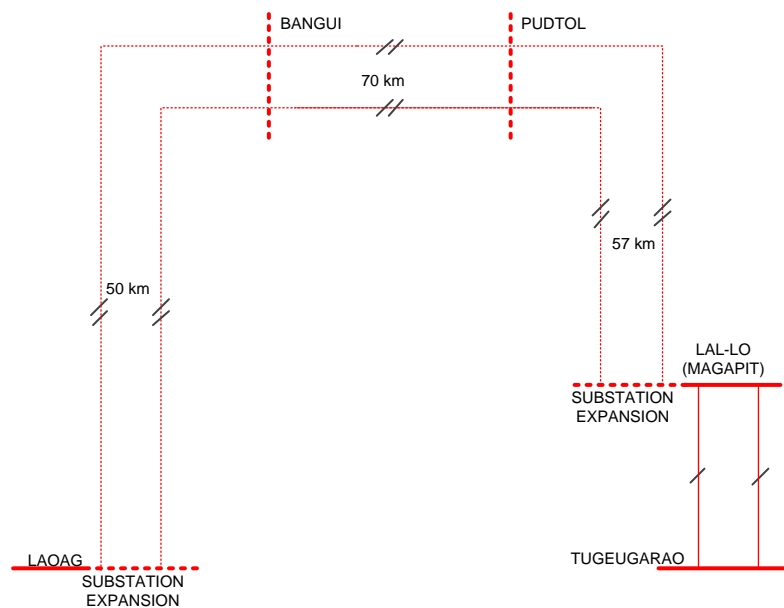 BANGUI
PUDTOL
70 km
57 km
50 km
LAL-LO
(MAGAPIT)
SUBSTATION
EXPANSION
LAOAG
SUBSTATION
EXPANSION
TUGEUGARAO